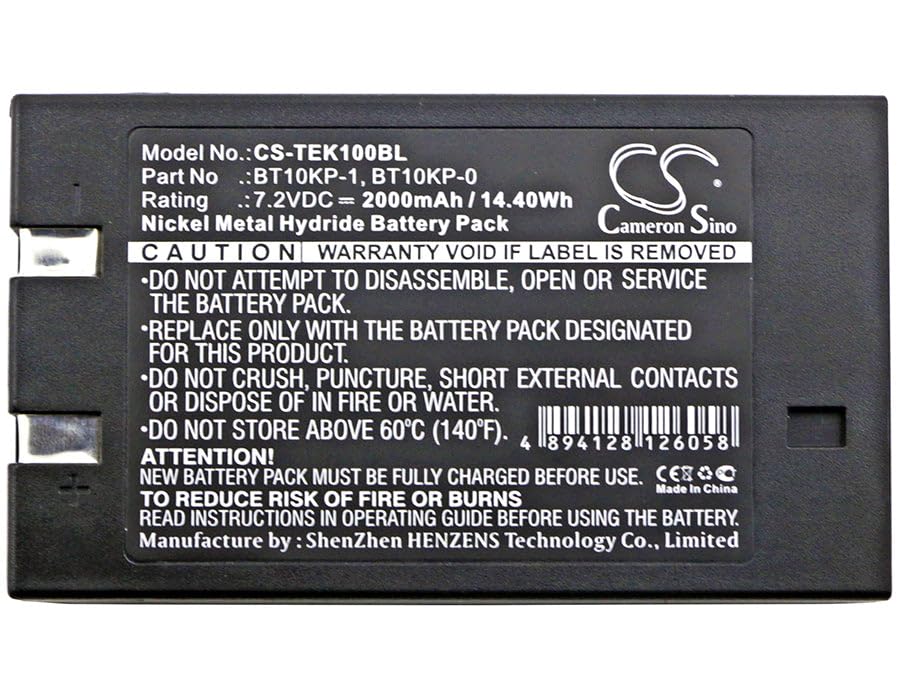 Model No.:CS-TEK100BL
Part No .:BT10KP-1, BT10KP-0
Rating .:7.2VDC ⎓ 2000mAh / 14.40Wh
Nickel Metal Hydride Battery Pack
CS
Cameron Sino
CAUTION WARRANTY VOID IF LABEL IS REMOVED
•DO NOT ATTEMPT TO DISASSEMBLE, OPEN OR SERVICE
THE BATTERY PACK.
•REPLACE ONLY WITH THE BATTERY PACK DESIGNATED
FOR THIS PRODUCT.
•DO NOT CRUSH, PUNCTURE, SHORT EXTERNAL CONTACTS
OR DISPOSE OF IN FIRE OR WATER.
•DO NOT STORE ABOVE 60°C (140°F).
4 894128 126058
ATTENTION!
NEW BATTERY PACK MUST BE FULLY CHARGED BEFORE USE.
CE
Made In China
TO REDUCE RISK OF FIRE OR BURNS
READ INSTRUCTIONS IN OPERATING GUIDE BEFORE USING THE BATTERY.
Manufacture by : ShenZhen HENZENS Technology Co., Limited
+